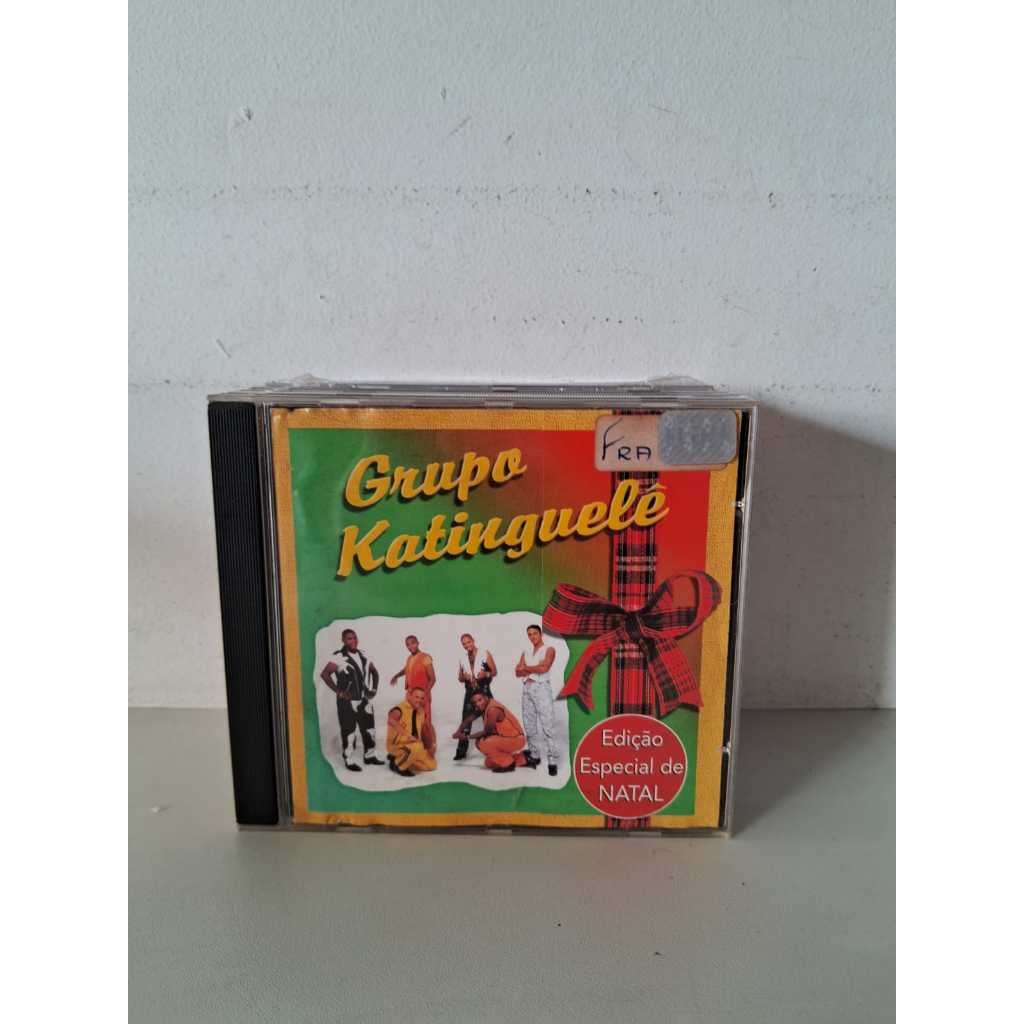 FRA
Grupo
Katinguelê
Edição
Especial de
NATAL